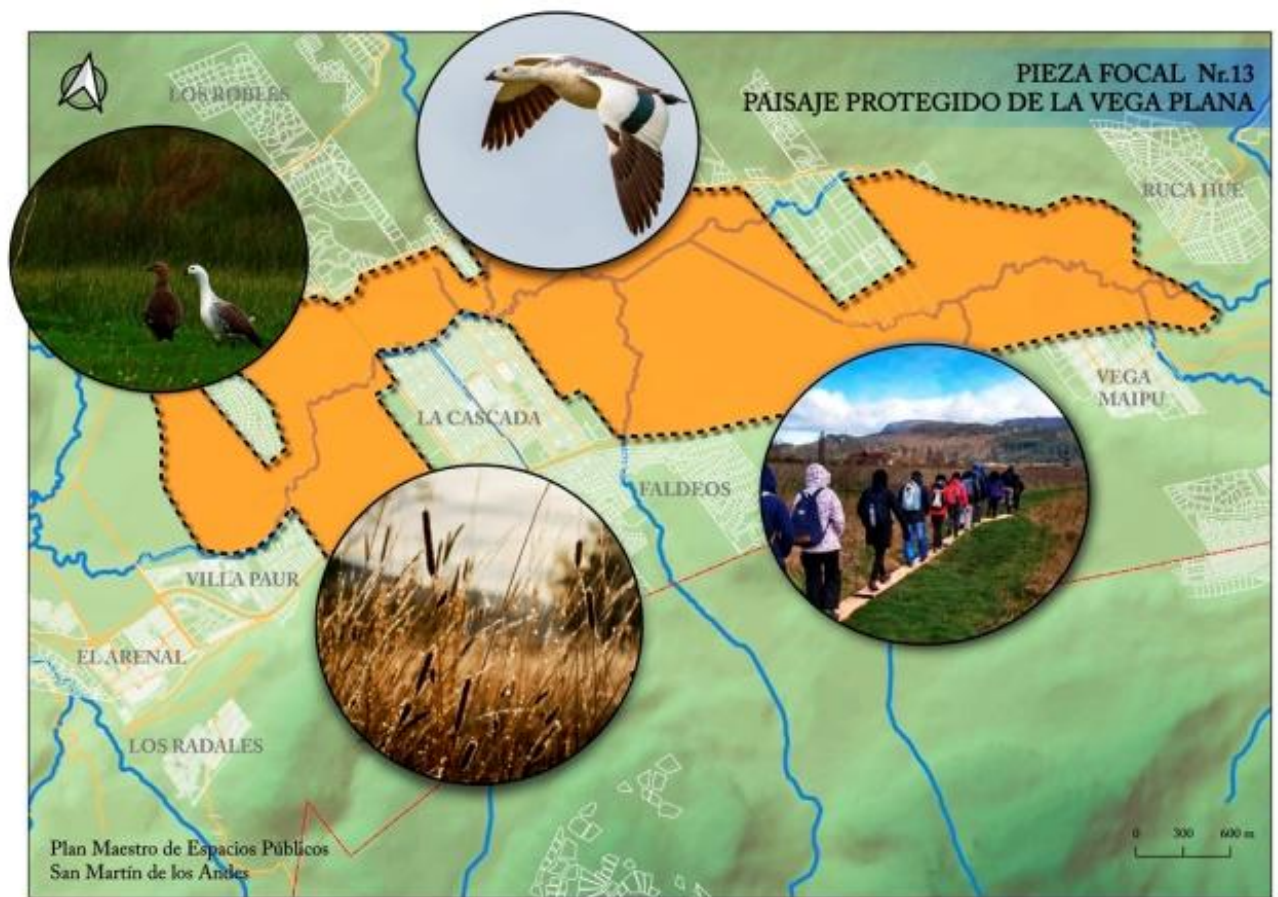 PIEZA FOCAL Nr.13
PAISAJE PROTEGIDO DE LA VEGA PLANA
LOS ROBLES
RUCA HUE
LA CASCADA
VEGA
MAIPU
FALDEOS
VILLA PAUR
EL ARENAL
LOS RADALES
Plan Maestro de Espacios Públicos
San Martín de los Andes
0 300 600 m